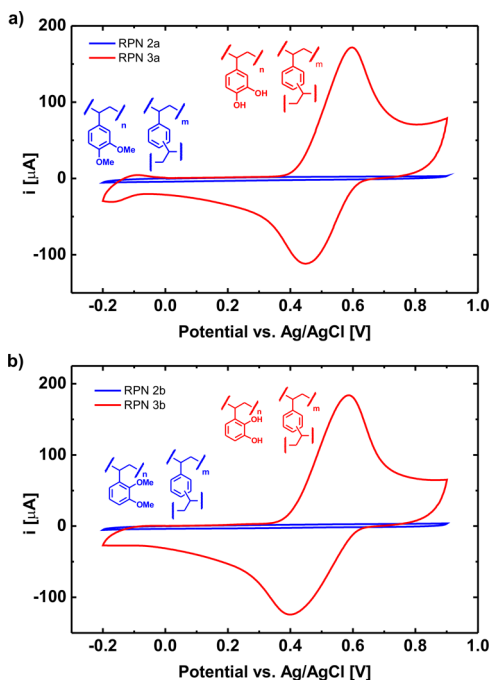 a)
200
100
0
-100
i [µA]
RPN 2a
RPN 3a
n
m
OMe
OMe
n
m
OH
OH
-0.2 0.0 0.2 0.4 0.6 0.8 1.0
Potential vs. Ag/AgCl [V]
b)
200
100
0
-100
i [µA]
RPN 2b
RPN 3b
n
m
OMe
OMe
n
m
OH
OH
-0.2 0.0 0.2 0.4 0.6 0.8 1.0
Potential vs. Ag/AgCl [V]